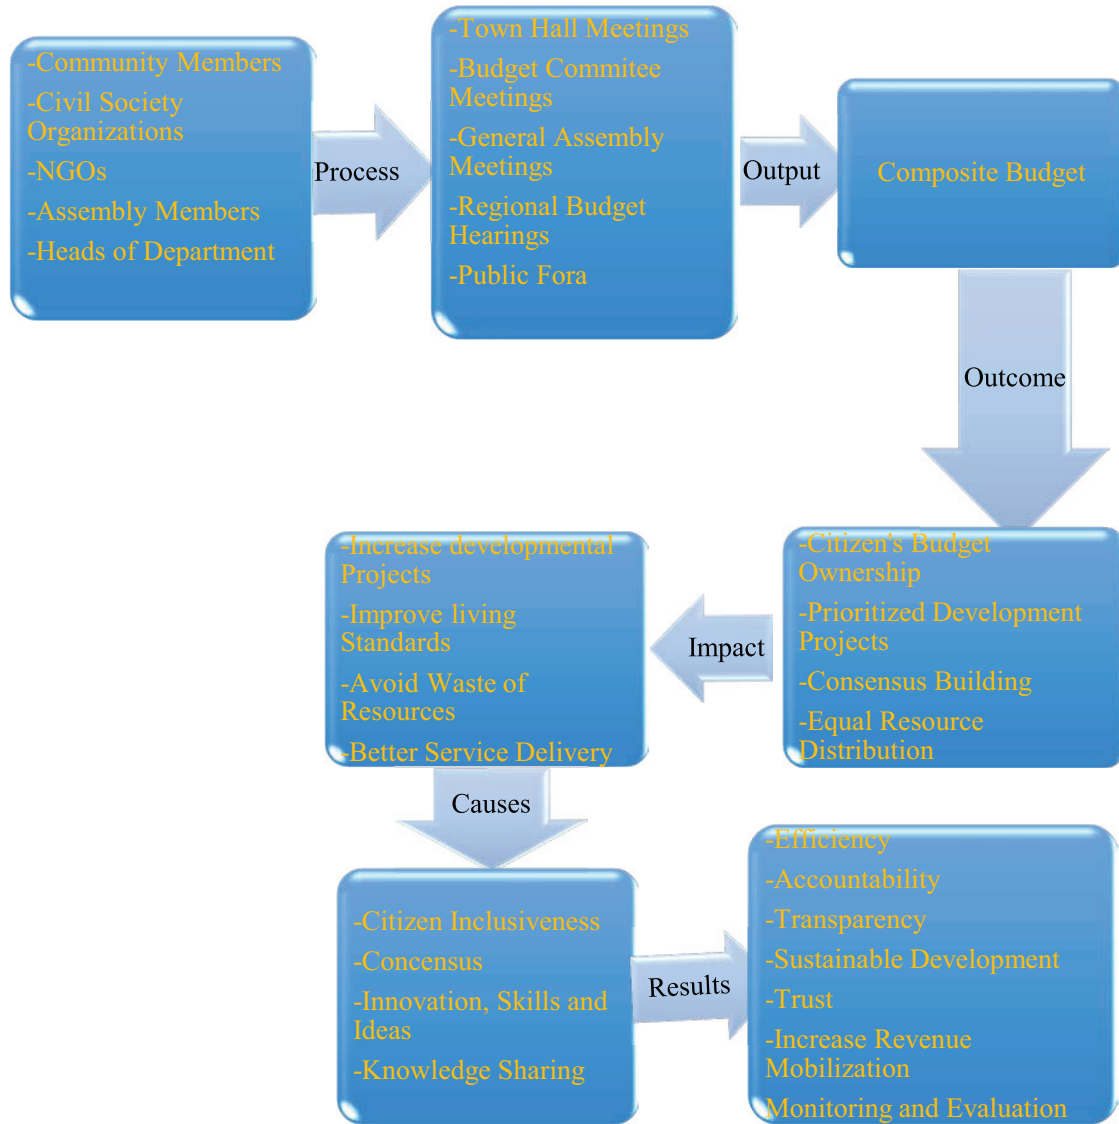 -Community Members
-Civil Society
Organizations
-NGOs
-Assembly Members
-Heads of Department
Process
-Town Hall Meetings
-Budget Commitee
Meetings
-General Assembly
Meetings
-Regional Budget
Hearings
-Public Fora
Output
Composite Budget
Outcome
-Citizen's Budget
Ownership
-Prioritized Development
Projects
-Consensus Building
-Equal Resource
Distribution
Impact
-Increase developmental
Projects
-Improve living
Standards
-Avoid Waste of
Resources
-Better Service Delivery
Causes
-Citizen Inclusiveness
-Concensus
-Innovation, Skills and
Ideas
-Knowledge Sharing
Results
-Efficiency
-Accountability
-Transparency
-Sustainable Development
-Trust
-Increase Revenue
Mobilization
Monitoring and Evaluation